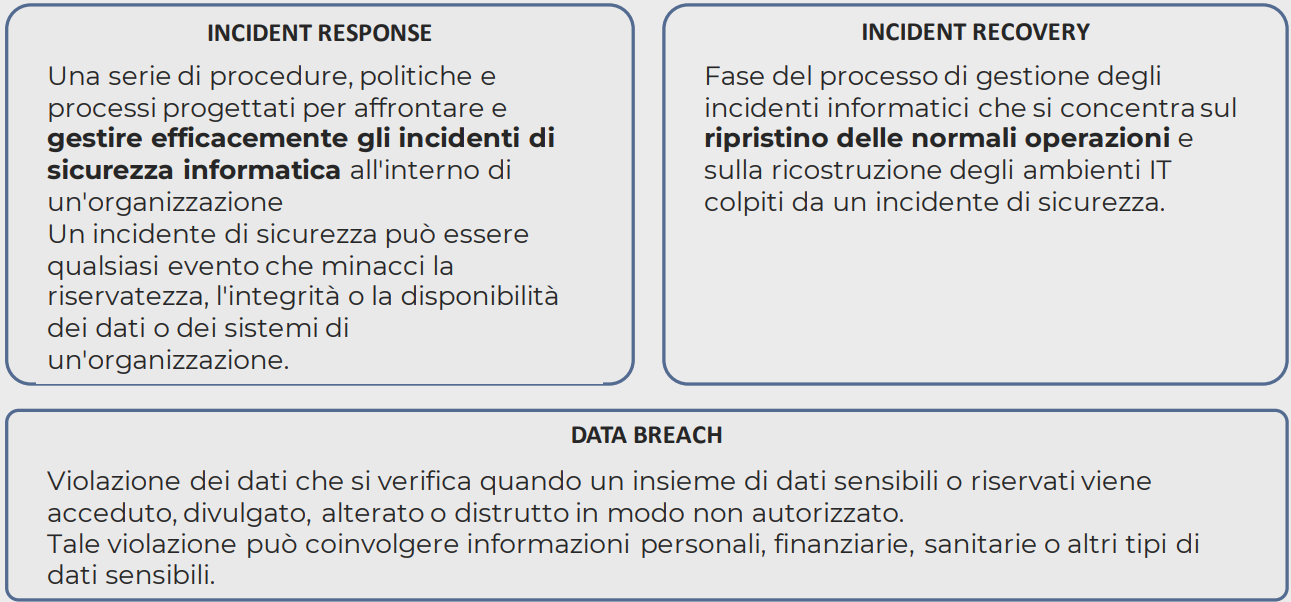 INCIDENT RESPONSE
Una serie di procedure, politiche e
processi progettati per affrontare e
gestire efficacemente gli incidenti di
sicurezza informatica all'interno di
un'organizzazione
Un incidente di sicurezza può essere
qualsiasi evento che minacci la
riservatezza, l'integrità o la disponibilità
dei dati o dei sistemi di
un'organizzazione.
INCIDENT RECOVERY
Fase del processo di gestione degli
incidenti informatici che si concentra sul
ripristino delle normali operazioni e
sulla ricostruzione degli ambienti IT
colpiti da un incidente di sicurezza.
DATA BREACH
Violazione dei dati che si verifica quando un insieme di dati sensibili o riservati viene
acceduto, divulgato, alterato o distrutto in modo non autorizzato.
Tale violazione può coinvolgere informazioni personali, finanziarie, sanitarie o altri tipi di
dati sensibili.